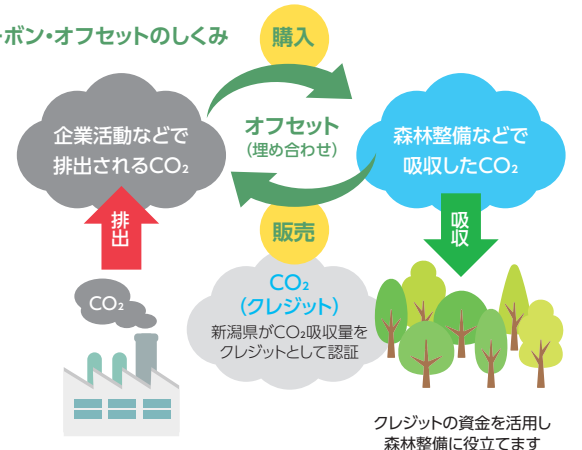 ーボン・オフセットのしくみ
購入
企業活動などで
排出されるCO₂
オフセット
(埋め合わせ)
森林整備などで
吸収したCO₂
排出
販売
吸収
CO₂
CO₂
(クレジット)
新潟県がCO₂吸収量を
クレジットとして認証
クレジットの資金を活用し
森林整備に役立てます